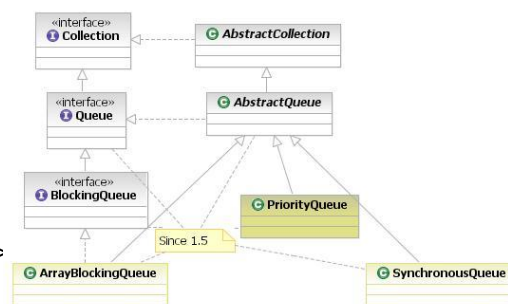 «interface»
Collection
AbstractCollection
«interface»
Queue
AbstractQueue
«interface»
BlockingQueue
PriorityQueue
Since 1.5
c
ArrayBlockingQueue
SynchronousQueue